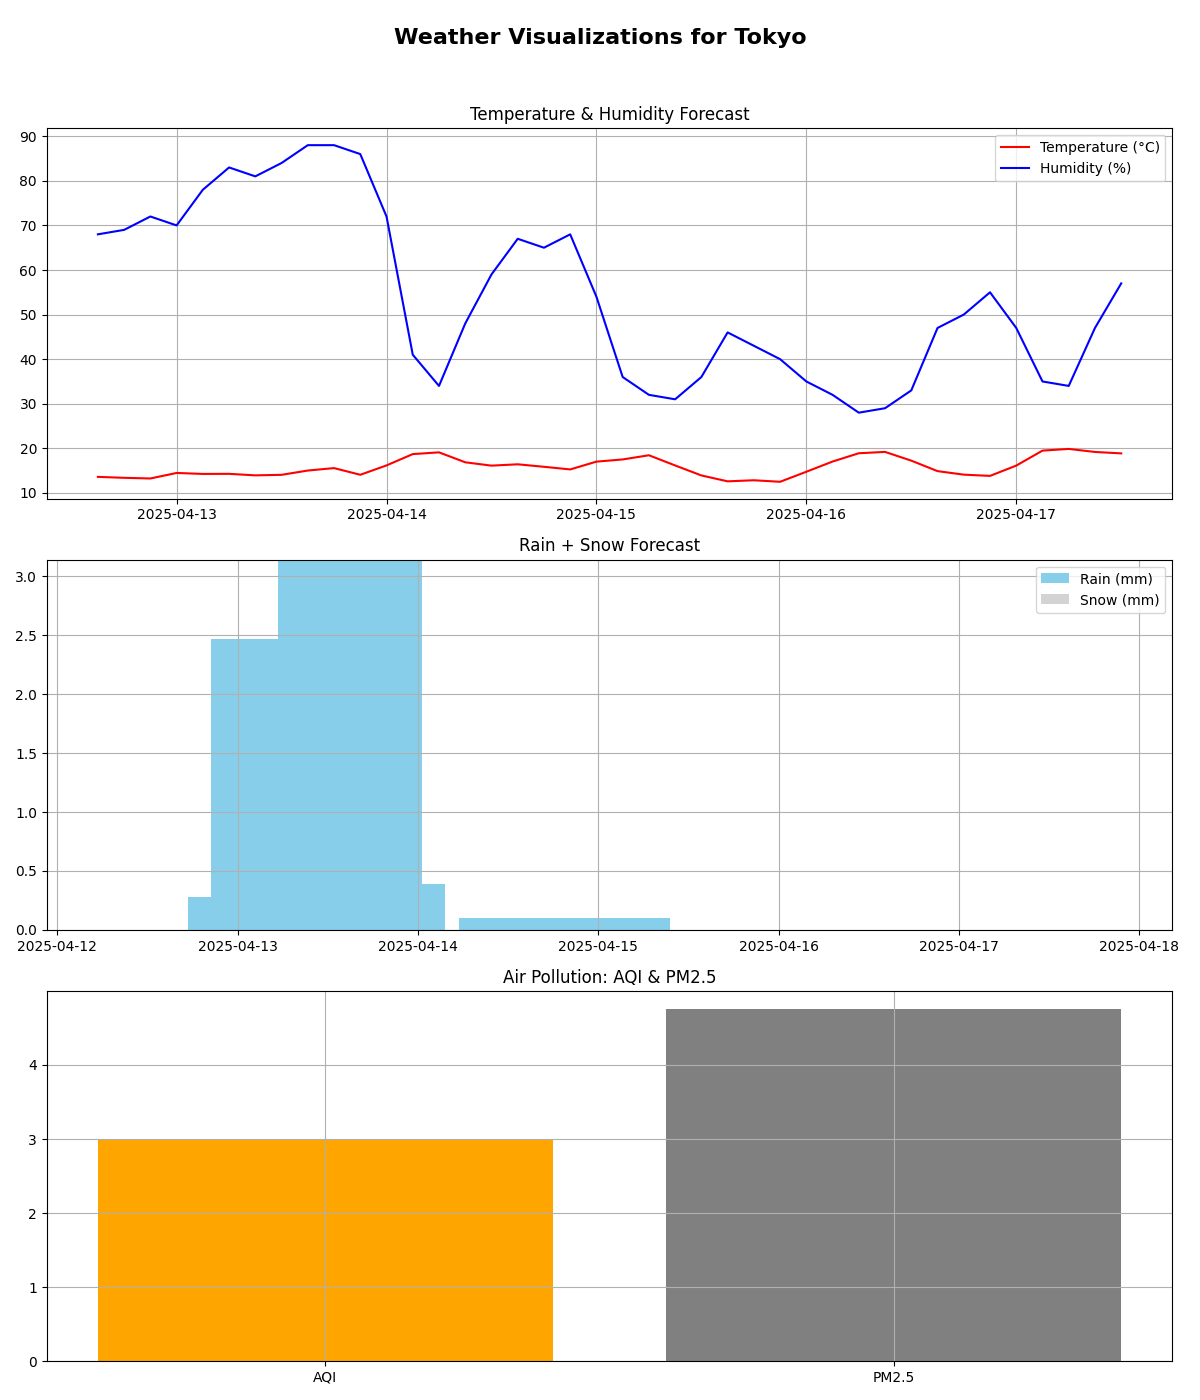 Weather Visualizations for Tokyo
Temperature & Humidity Forecast
90
80
70
60
50
40
30
20
10
Temperature (°C)
Humidity (%)
2025-04-13 2025-04-14 2025-04-15 2025-04-16 2025-04-17
Rain + Snow Forecast
3.0
2.5
2.0
1.5
1.0
0.5
0.0
Rain (mm)
Snow (mm)
2025-04-12 2025-04-13 2025-04-14 2025-04-15 2025-04-16 2025-04-17 2025-04-18
Air Pollution: AQI & PM2.5
4
3
2
1
0
AQI PM2.5